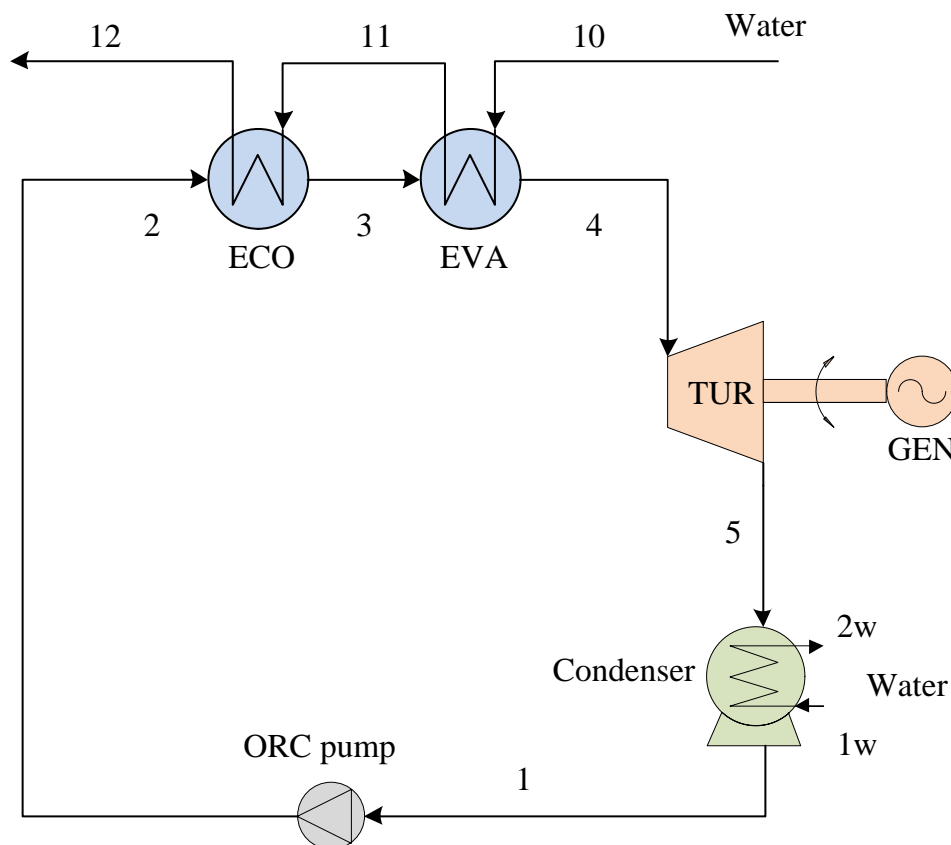 12
11
10
Water
2
ECO
3
EVA
4
TUR
GEN
5
2w
Condenser
Water
1w
ORC pump
1